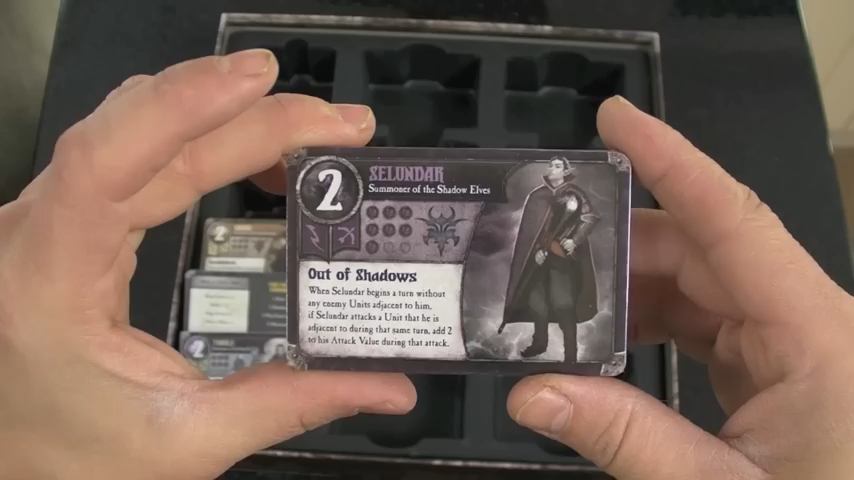 2
SELUNDAR
Summoner of the Shadow Elves
Out of Shadows
When Selundar begins a turn without
any enemy Units adjacent to him,
if Selundar attacks a Unit that he is
adjacent to during that same turn, add 2
to his Attack Value during that attack.
2
2